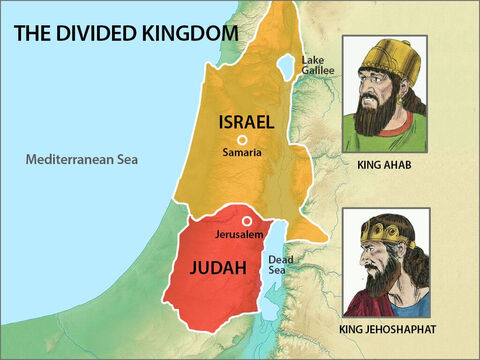 THE DIVIDED KINGDOM
Lake
Galilee
ISRAEL
Samaria
Mediterranean Sea
KING AHAB
Jerusalem
JUDAH
Dead
Sea
KING JEHOSHAPHAT